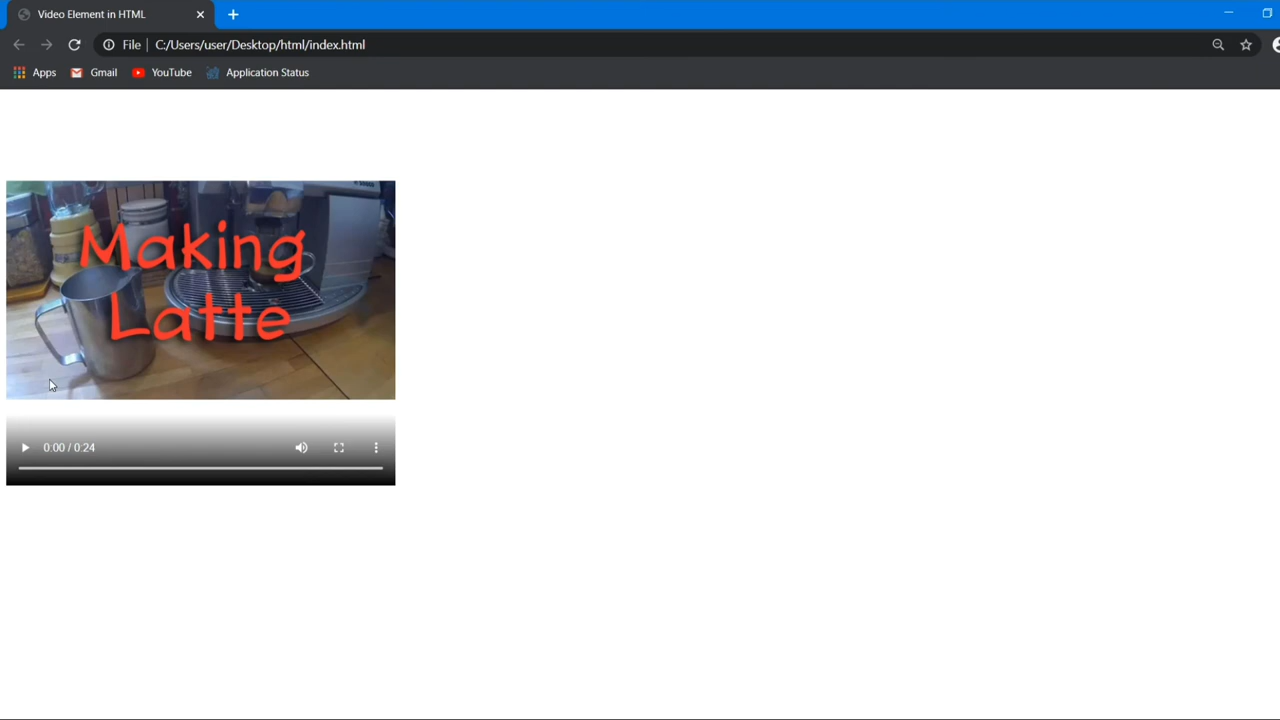 Video Element in HTML
File C:/Users/user/Desktop/html/index.html
Apps Gmail YouTube Application Status
Making
Latte
0:00 / 0:24